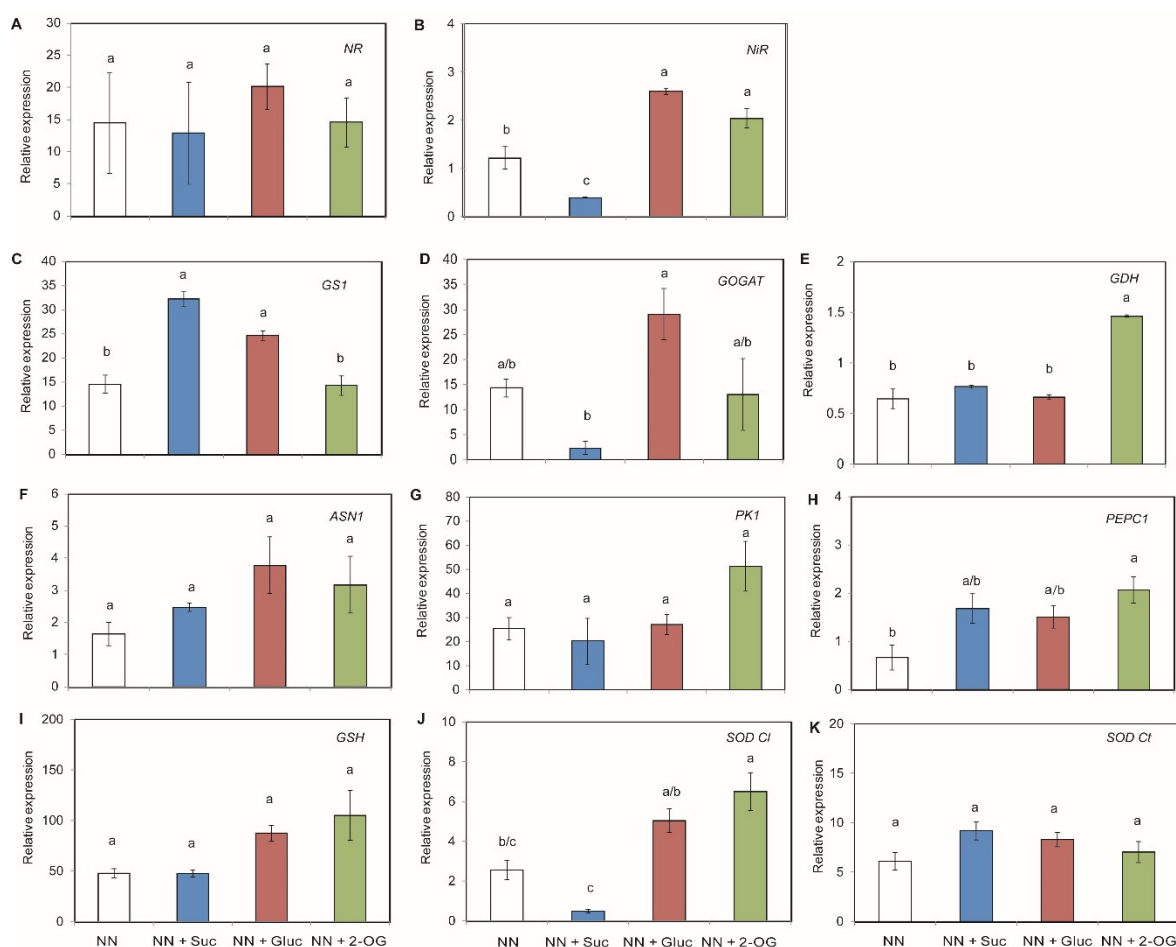 A
NR
Relative expression
30
25
20
15
10
5
0
a
a
a
a
B
NiR
Relative expression
4
3
2
1
0
b
c
a
a
C
GS1
Relative expression
40
35
30
25
20
15
10
5
0
b
a
a
b
D
GOGAT
Relative expression
40
35
30
25
20
15
10
5
0
a/b
b
a
a/b
E
GDH
Relative expression
2
1.5
1
0.5
0
b
b
b
a
F
ASN1
Relative expression
6
5
4
3
2
1
0
a
a
a
a
G
PK1
Relative expression
80
70
60
50
40
30
20
10
0
a
a
a
a
H
PEPC1
Relative expression
4
3
2
1
0
b
a/b
a/b
a
I
GSH
Relative expression
200
150
100
50
0
a
a
a
a
NN NN + Suc NN + Gluc NN + 2-OG
J
SOD Cl
Relative expression
10
8
6
4
2
0
b/c
c
a/b
a
NN NN + Suc NN + Gluc NN + 2-OG
K
SOD Ct
Relative expression
20
15
10
5
0
a
a
a
a
NN NN + Suc NN + Gluc NN + 2-OG